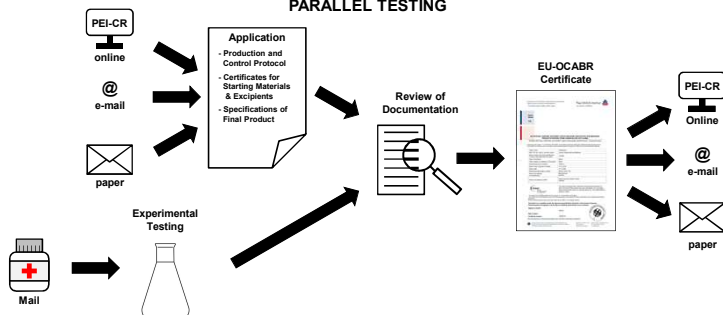 PARALLEL TESTING
PEI-CR
online
@
e-mail
paper
Application
- Production and
Control Protocol
- Certificates for
Starting Materials
& Excipients
- Specifications of
Final Product
Review of
Documentation
EU-OCABR
Certificate
PEI-CR
Online
@
e-mail
paper
Experimental
Testing
Mail